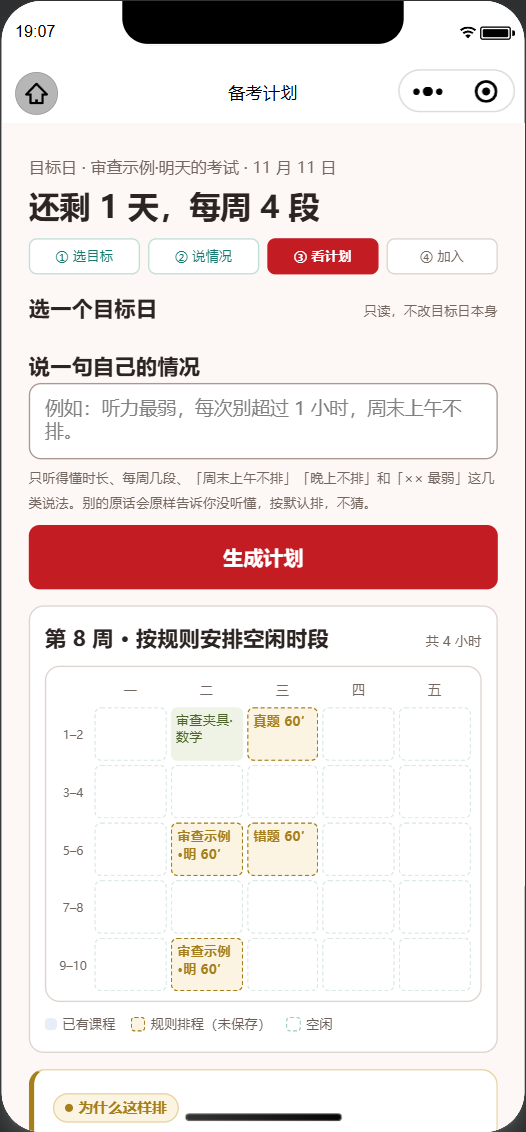 19:07
备考计划
目标日 · 审查示例·明天的考试 · 11 月 11 日
还剩 1 天，每周 4 段
① 选目标
② 说情况
③ 看计划
④ 加入
选一个目标日
只读，不改目标日本身
说一句自己的情况
例如：听力最弱，每次别超过 1 小时，周末上午不
排。
只听得懂时长、每周几段、「周末上午不排」「晚上不排」和「×× 最弱」这几
类说法。别的原话会原样告诉你没听懂，按默认排，不猜。
生成计划
第 8 周 · 按规则安排空闲时段
共 4 小时
一 二 三 四 五
1–2
审查夹具·
数学
真题 60′
3–4
5–6
审查示例
·明 60′
错题 60′
7–8
9–10
审查示例
·明 60′
已有课程
规则排程（未保存）
空闲
为什么这样排